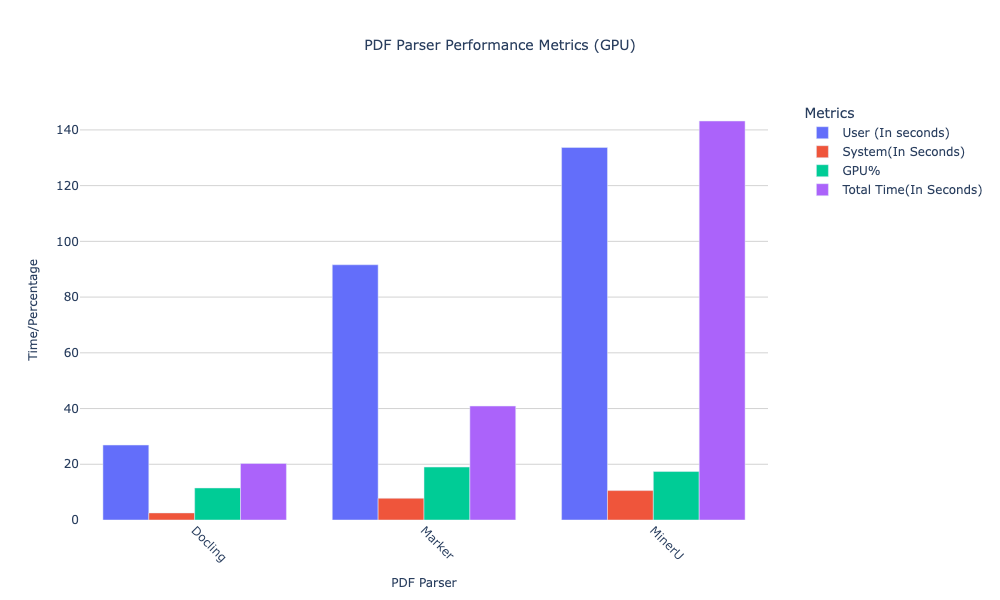 PDF Parser Performance Metrics (GPU)
Metrics
User (In seconds)
System(In Seconds)
GPU%
Total Time(In Seconds)
Time/Percentage
140
120
100
80
60
40
20
0
Docling
Marker
MinerU
PDF Parser